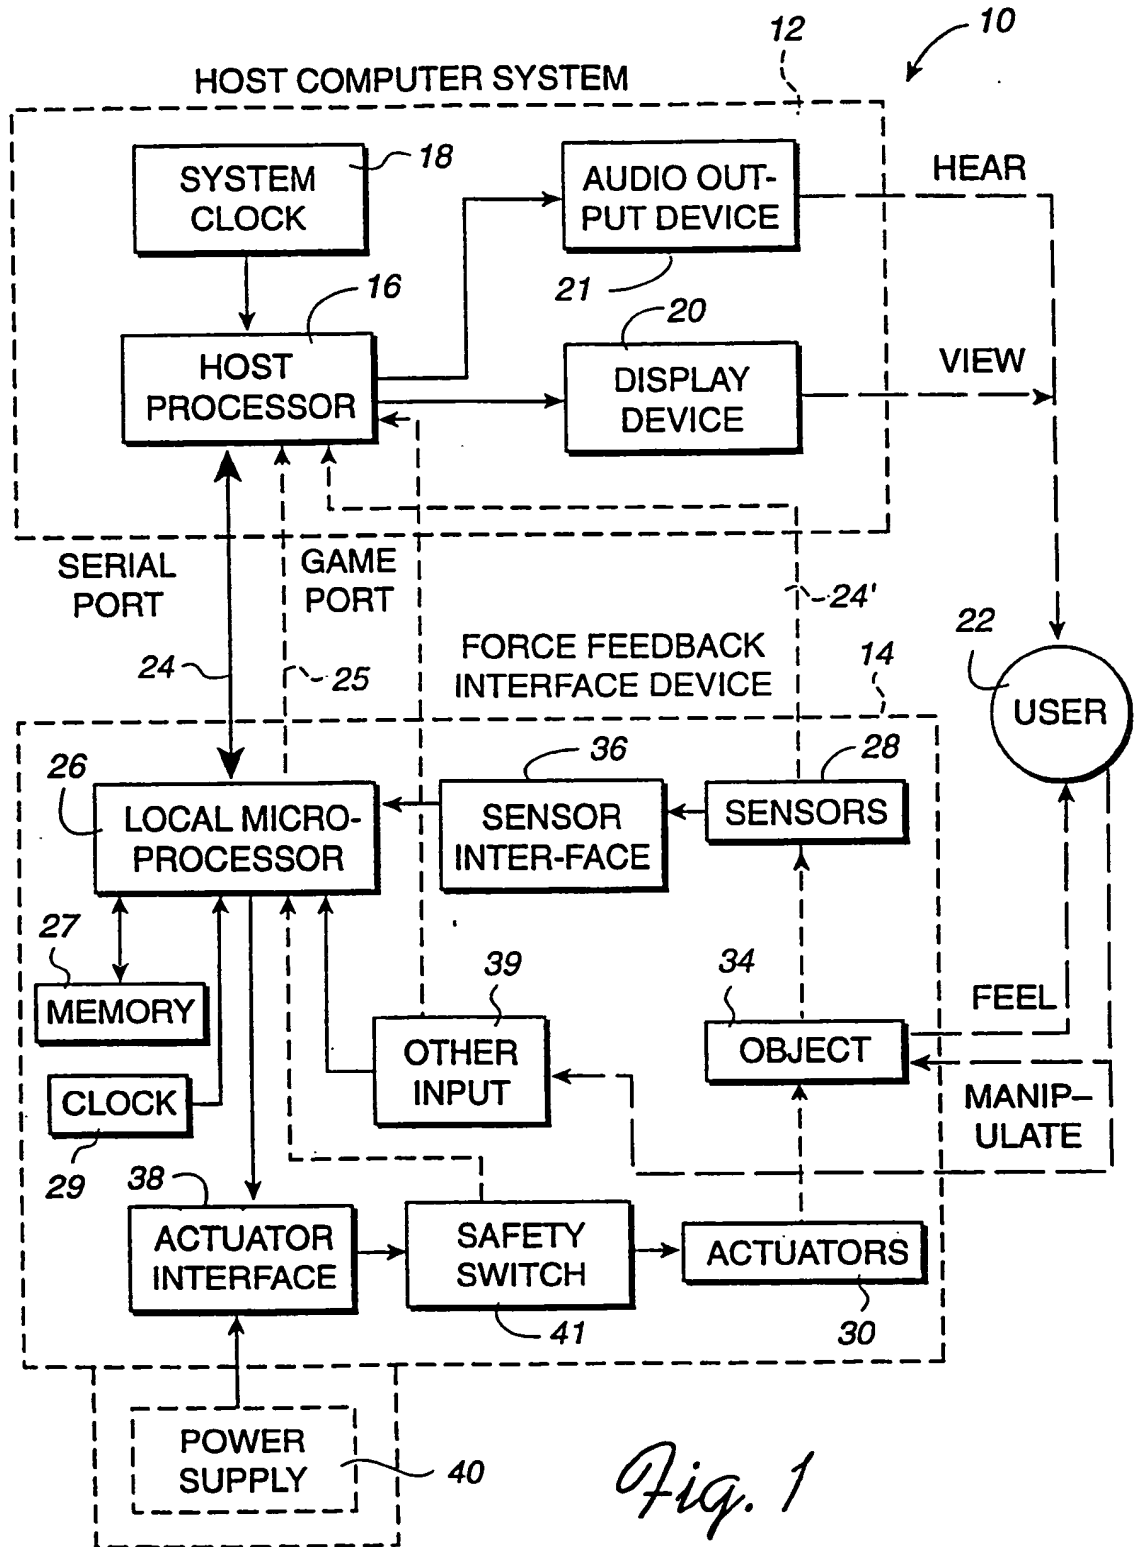 10
12
HOST COMPUTER SYSTEM
18
SYSTEM
CLOCK
AUDIO OUT-
PUT DEVICE
HEAR
21
16
20
HOST
PROCESSOR
DISPLAY
DEVICE
VIEW
SERIAL
PORT
GAME
PORT
24'
24
25
FORCE FEEDBACK
INTERFACE DEVICE
14
22
USER
26
36
28
LOCAL MICRO-
PROCESSOR
SENSOR
INTER-FACE
SENSORS
27
MEMORY
39
34
FEEL
OTHER
INPUT
OBJECT
CLOCK
29
MANIP-
ULATE
38
ACTUATOR
INTERFACE
SAFETY
SWITCH
ACTUATORS
41
30
POWER
SUPPLY
40
Fig. 1